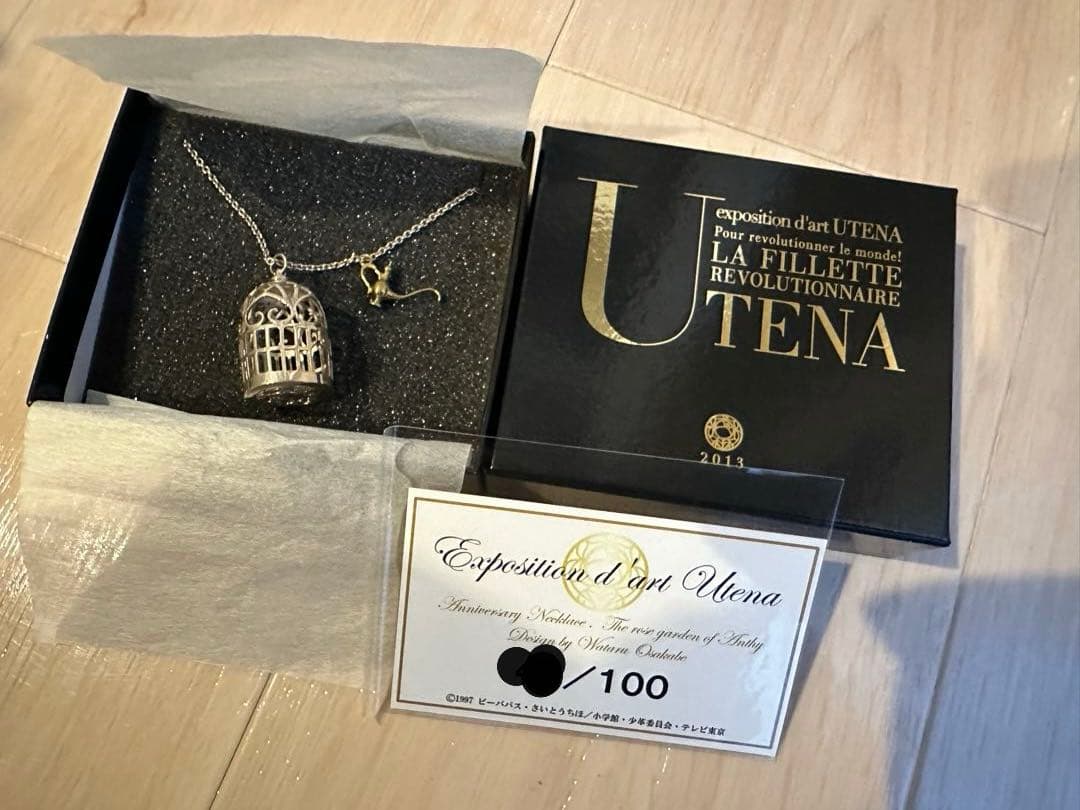 UTENA
exposition d'art UTENA
Pour revolutionner le monde!
LA FILLETTE
REVOLUTIONNAIRE
2013
Exposition d'art Utena
Anniversary Necklace. The rose garden of Anthy
Design by Wataru Osakabe
/100
©1997 ビーパパス・さいとうちほ/小学館・少革委員会・テレビ東京